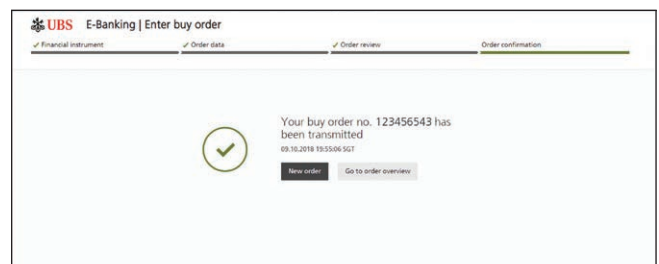 UBS E-Banking | Enter buy order
✓ Financial instrument ✓ Order data ✓ Order review Order confirmation
Your buy order no. 123456543 has
been transmitted
09.10.2018 19:55:06 SGT
New order Go to order overview